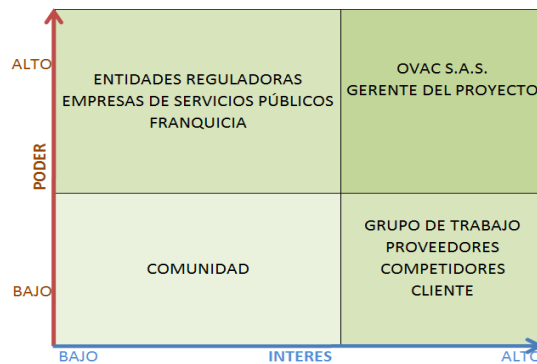 ALTO
ENTIDADES REGULADORAS
EMPRESAS DE SERVICIOS PÚBLICOS
FRANQUICIA
OVAC S.A.S.
GERENTE DEL PROYECTO
PODER
COMUNIDAD
GRUPO DE TRABAJO
PROVEEDORES
COMPETIDORES
CLIENTE
BAJO
BAJO
INTERES
ALTO